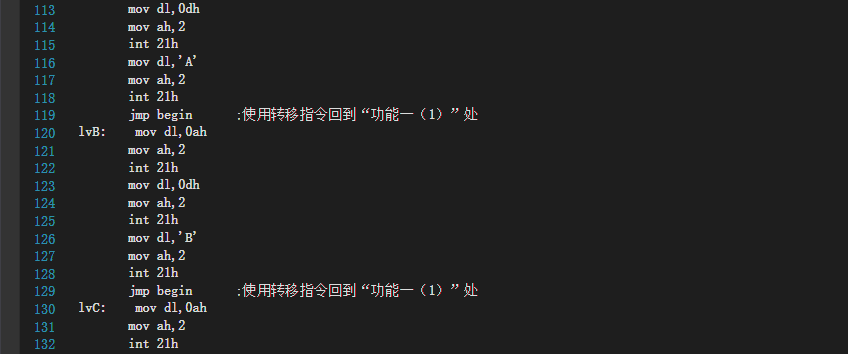 113 mov dl,0dh
114 mov ah,2
115 int 21h
116 mov dl,'A'
117 mov ah,2
118 int 21h
119 jmp begin ;使用转移指令回到“功能一（1）”处
120 lvB: mov dl,0ah
121 mov ah,2
122 int 21h
123 mov dl,0dh
124 mov ah,2
125 int 21h
126 mov dl,'B'
127 mov ah,2
128 int 21h
129 jmp begin ;使用转移指令回到“功能一（1）”处
130 lvC: mov dl,0ah
131 mov ah,2
132 int 21h